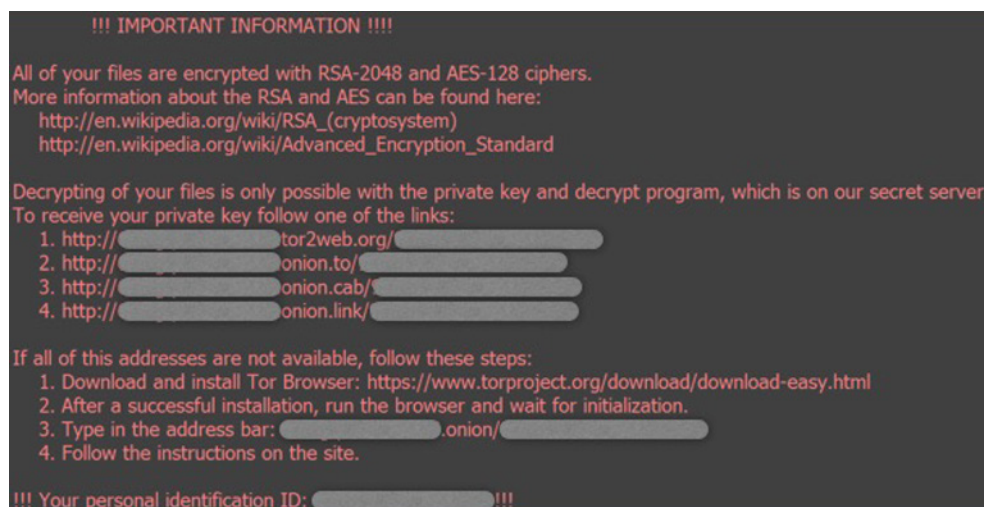 !!! IMPORTANT INFORMATION !!!!
All of your files are encrypted with RSA-2048 and AES-128 ciphers.
More information about the RSA and AES can be found here:
http://en.wikipedia.org/wiki/RSA_(cryptosystem)
http://en.wikipedia.org/wiki/Advanced_Encryption_Standard
Decrypting of your files is only possible with the private key and decrypt program, which is on our secret server
To receive your private key follow one of the links:
1. http:// tor2web.org/
2. http:// onion.to/
3. http:// onion.cab/
4. http:// onion.link/
If all of this addresses are not available, follow these steps:
1. Download and install Tor Browser: https://www.torproject.org/download/download-easy.html
2. After a successful installation, run the browser and wait for initialization.
3. Type in the address bar: .onion/
4. Follow the instructions on the site.
!!! Your personal identification ID: !!!